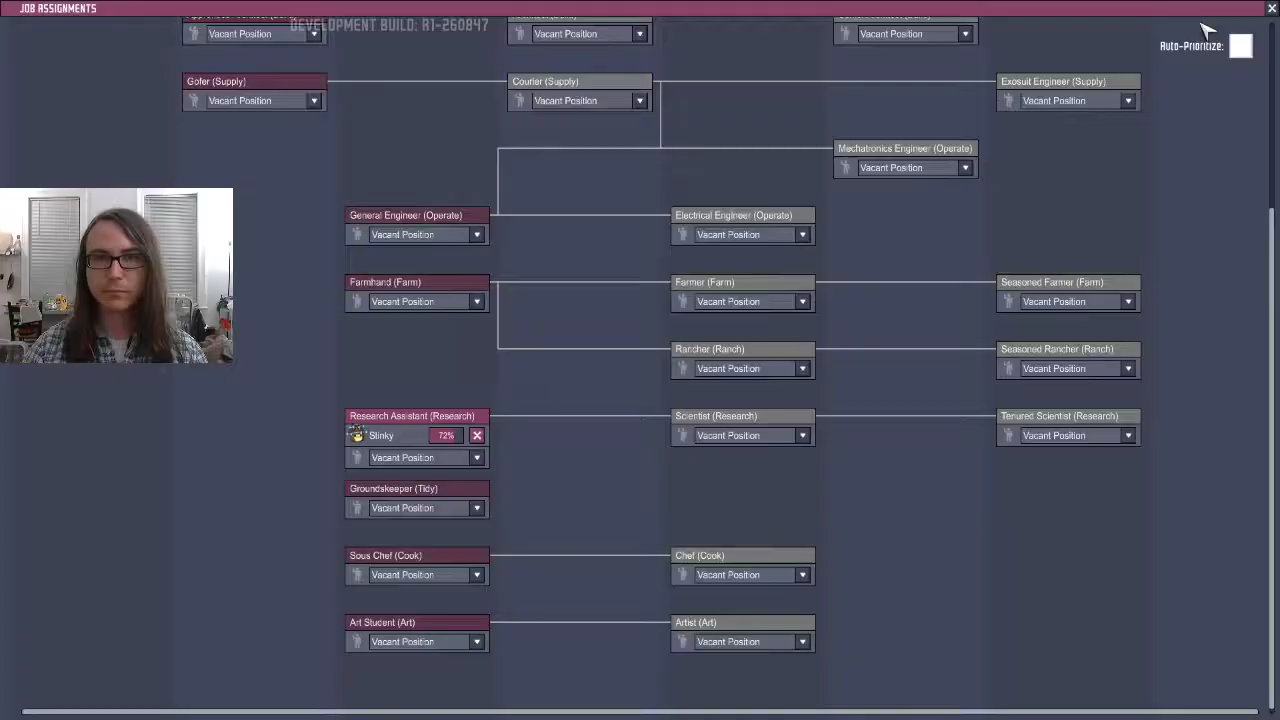 JOB ASSIGNMENTS
DEVELOPMENT BUILD: R1-260847
Vacant Position
Vacant Position
Vacant Position
Auto-Prioritize:
Gofer (Supply)
Courier (Supply)
Exosuit Engineer (Supply)
Vacant Position
Vacant Position
Vacant Position
Mechatronics Engineer (Operate)
Vacant Position
General Engineer (Operate)
Electrical Engineer (Operate)
Vacant Position
Vacant Position
Farmhand (Farm)
Farmer (Farm)
Seasoned Farmer (Farm)
Vacant Position
Vacant Position
Vacant Position
Rancher (Ranch)
Seasoned Rancher (Ranch)
Vacant Position
Vacant Position
Research Assistant (Research)
Scientist (Research)
Tenured Scientist (Research)
Stinky 72%
Vacant Position
Vacant Position
Vacant Position
Groundskeeper (Tidy)
Vacant Position
Sous Chef (Cook)
Chef (Cook)
Vacant Position
Vacant Position
Art Student (Art)
Artist (Art)
Vacant Position
Vacant Position